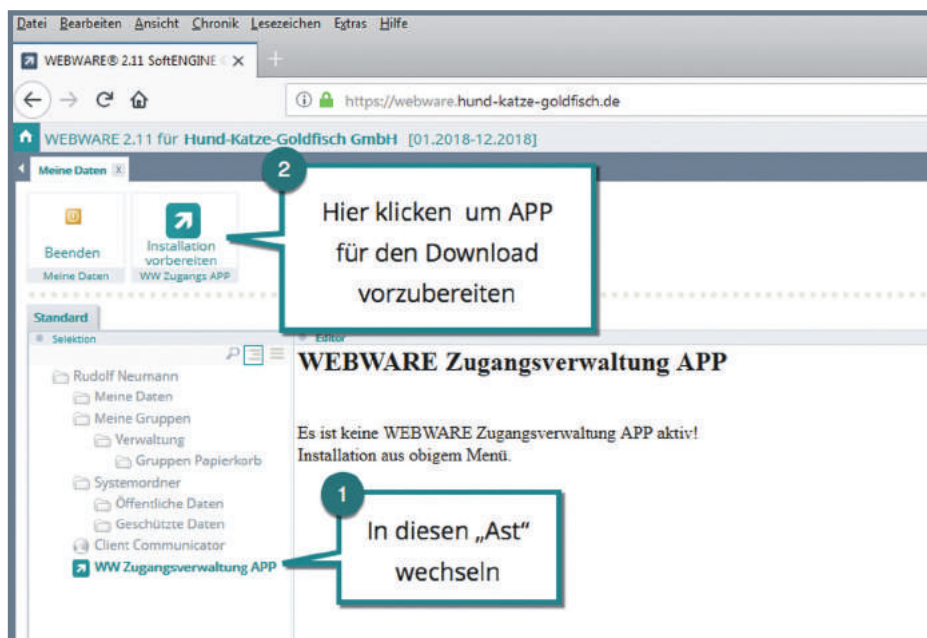 Datei Bearbeiten Ansicht Chronik Lesezeichen Extras Hilfe
WEBWARE® 2.11 SoftENGINE
https://webware.hund-katze-goldfisch.de
WEBWARE 2.11 für Hund-Katze-Goldfisch GmbH [01.2018-12.2018]
Meine Daten
2
Hier klicken um APP
für den Download
vorzubereiten
Beenden
Meine Daten
Installation
vorbereiten
WW Zugangs APP
Standard
Selektion
Editor
WEBWARE Zugangsverwaltung APP
Rudolf Neumann
Meine Daten
Meine Gruppen
Verwaltung
Gruppen Papierkorb
Systemordner
Öffentliche Daten
Geschützte Daten
Client Communicator
WW Zugangsverwaltung APP
Es ist keine WEBWARE Zugangsverwaltung APP aktiv!
Installation aus obigem Menü.
1
In diesen „Ast“
wechseln